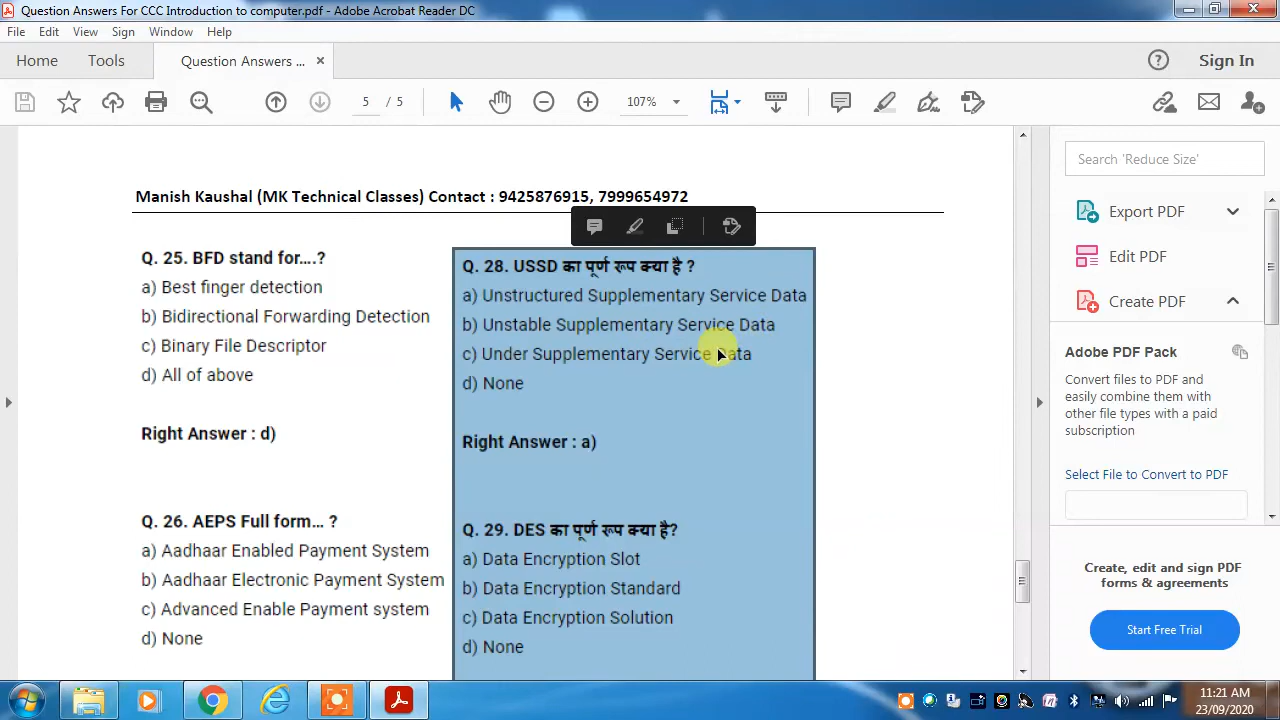 Question Answers For CCC Introduction to computer.pdf - Adobe Acrobat Reader DC
File Edit View Sign Window Help
Home Tools Question Answers ... × Sign In
5 / 5 107%
Manish Kaushal (MK Technical Classes) Contact : 9425876915, 7999654972
Q. 25. BFD stand for....?
a) Best finger detection
b) Bidirectional Forwarding Detection
c) Binary File Descriptor
d) All of above
Right Answer : d)
Q. 26. AEPS Full form... ?
a) Aadhaar Enabled Payment System
b) Aadhaar Electronic Payment System
c) Advanced Enable Payment system
d) None
Q. 28. USSD का पूर्ण रूप क्या है ?
a) Unstructured Supplementary Service Data
b) Unstable Supplementary Service Data
c) Under Supplementary Service Data
d) None
Right Answer : a)
Q. 29. DES का पूर्ण रूप क्या है?
a) Data Encryption Slot
b) Data Encryption Standard
c) Data Encryption Solution
d) None
Search 'Reduce Size'
Export PDF
Edit PDF
Create PDF
Adobe PDF Pack
Convert files to PDF and
easily combine them with
other file types with a paid
subscription
Select File to Convert to PDF
Create, edit and sign PDF
forms & agreements
Start Free Trial
11:21 AM
23/09/2020